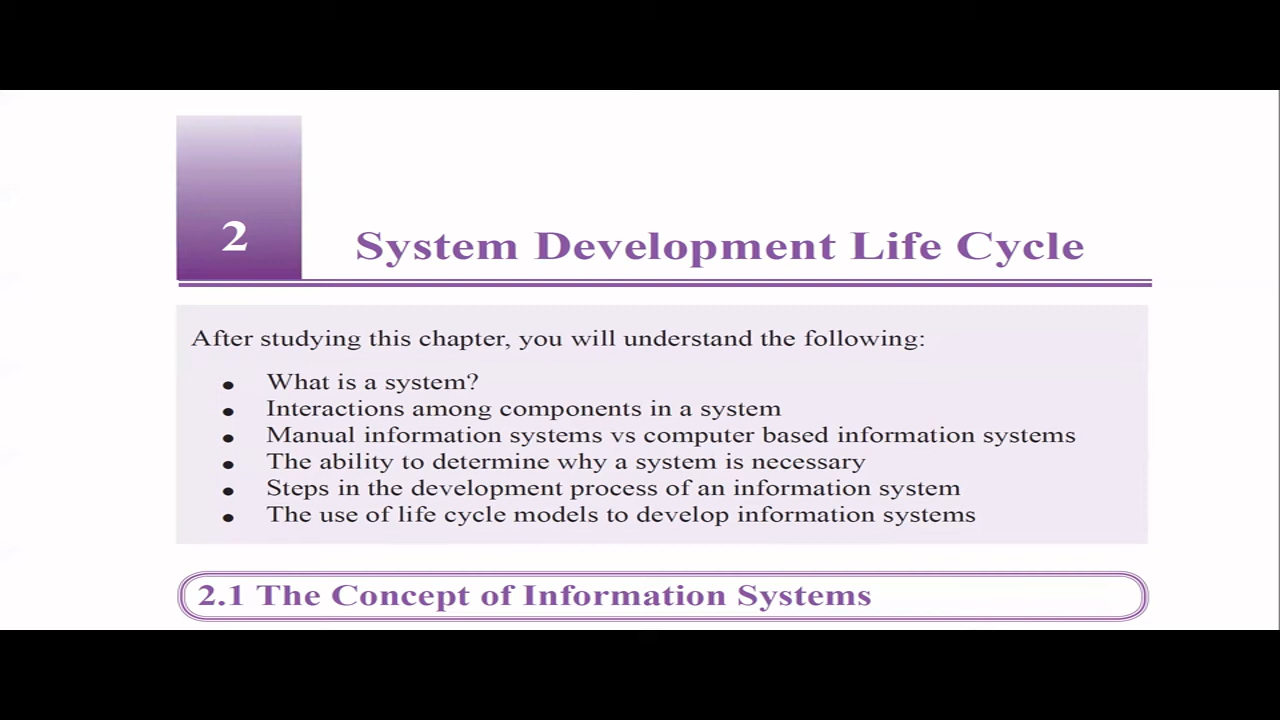 2
System Development Life Cycle
After studying this chapter, you will understand the following:
● What is a system?
● Interactions among components in a system
● Manual information systems vs computer based information systems
● The ability to determine why a system is necessary
● Steps in the development process of an information system
● The use of life cycle models to develop information systems
2.1 The Concept of Information Systems